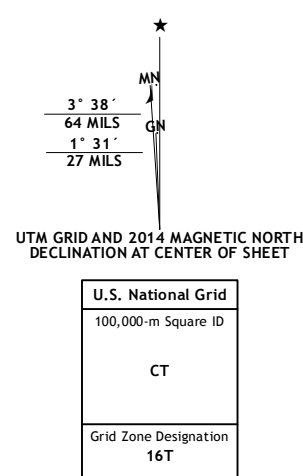 MN
3° 38´
64 MILS
GN
1° 31´
27 MILS
UTM GRID AND 2014 MAGNETIC NORTH
DECLINATION AT CENTER OF SHEET
U.S. National Grid
100,000-m Square ID
CT
Grid Zone Designation
16T